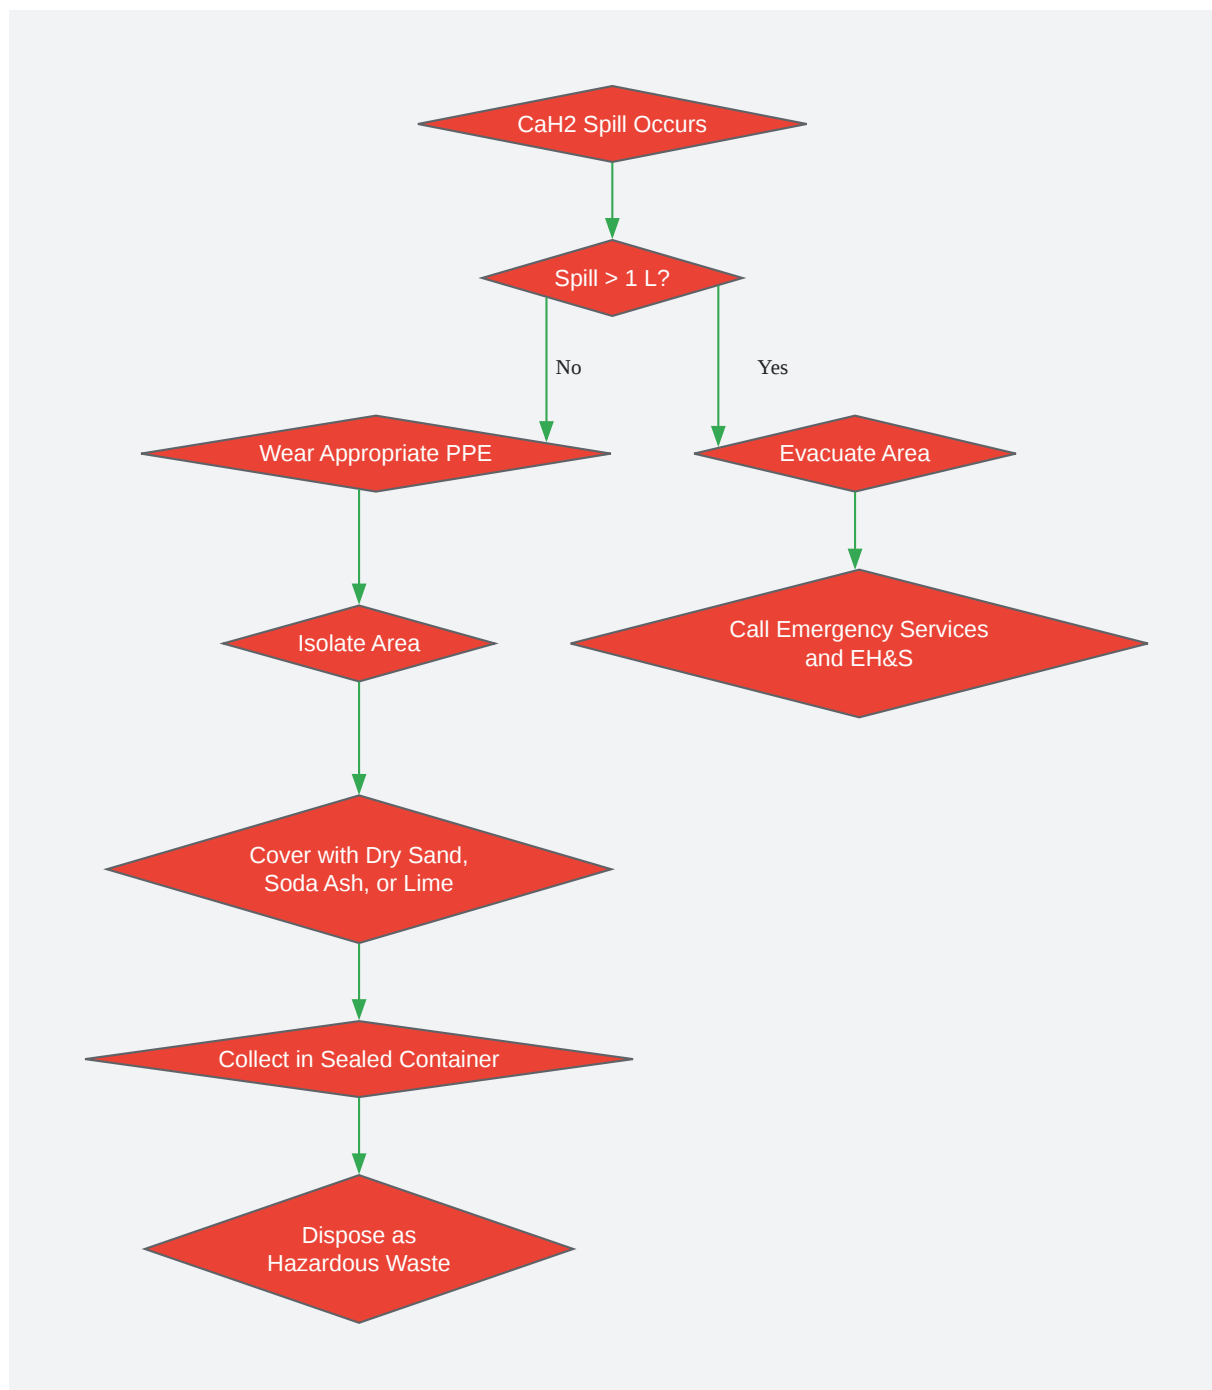 CaH2 Spill Occurs
Spill > 1 L?
No
Yes
Wear Appropriate PPE
Evacuate Area
Isolate Area
Call Emergency Services
and EH&S
Cover with Dry Sand,
Soda Ash, or Lime
Collect in Sealed Container
Dispose as
Hazardous Waste